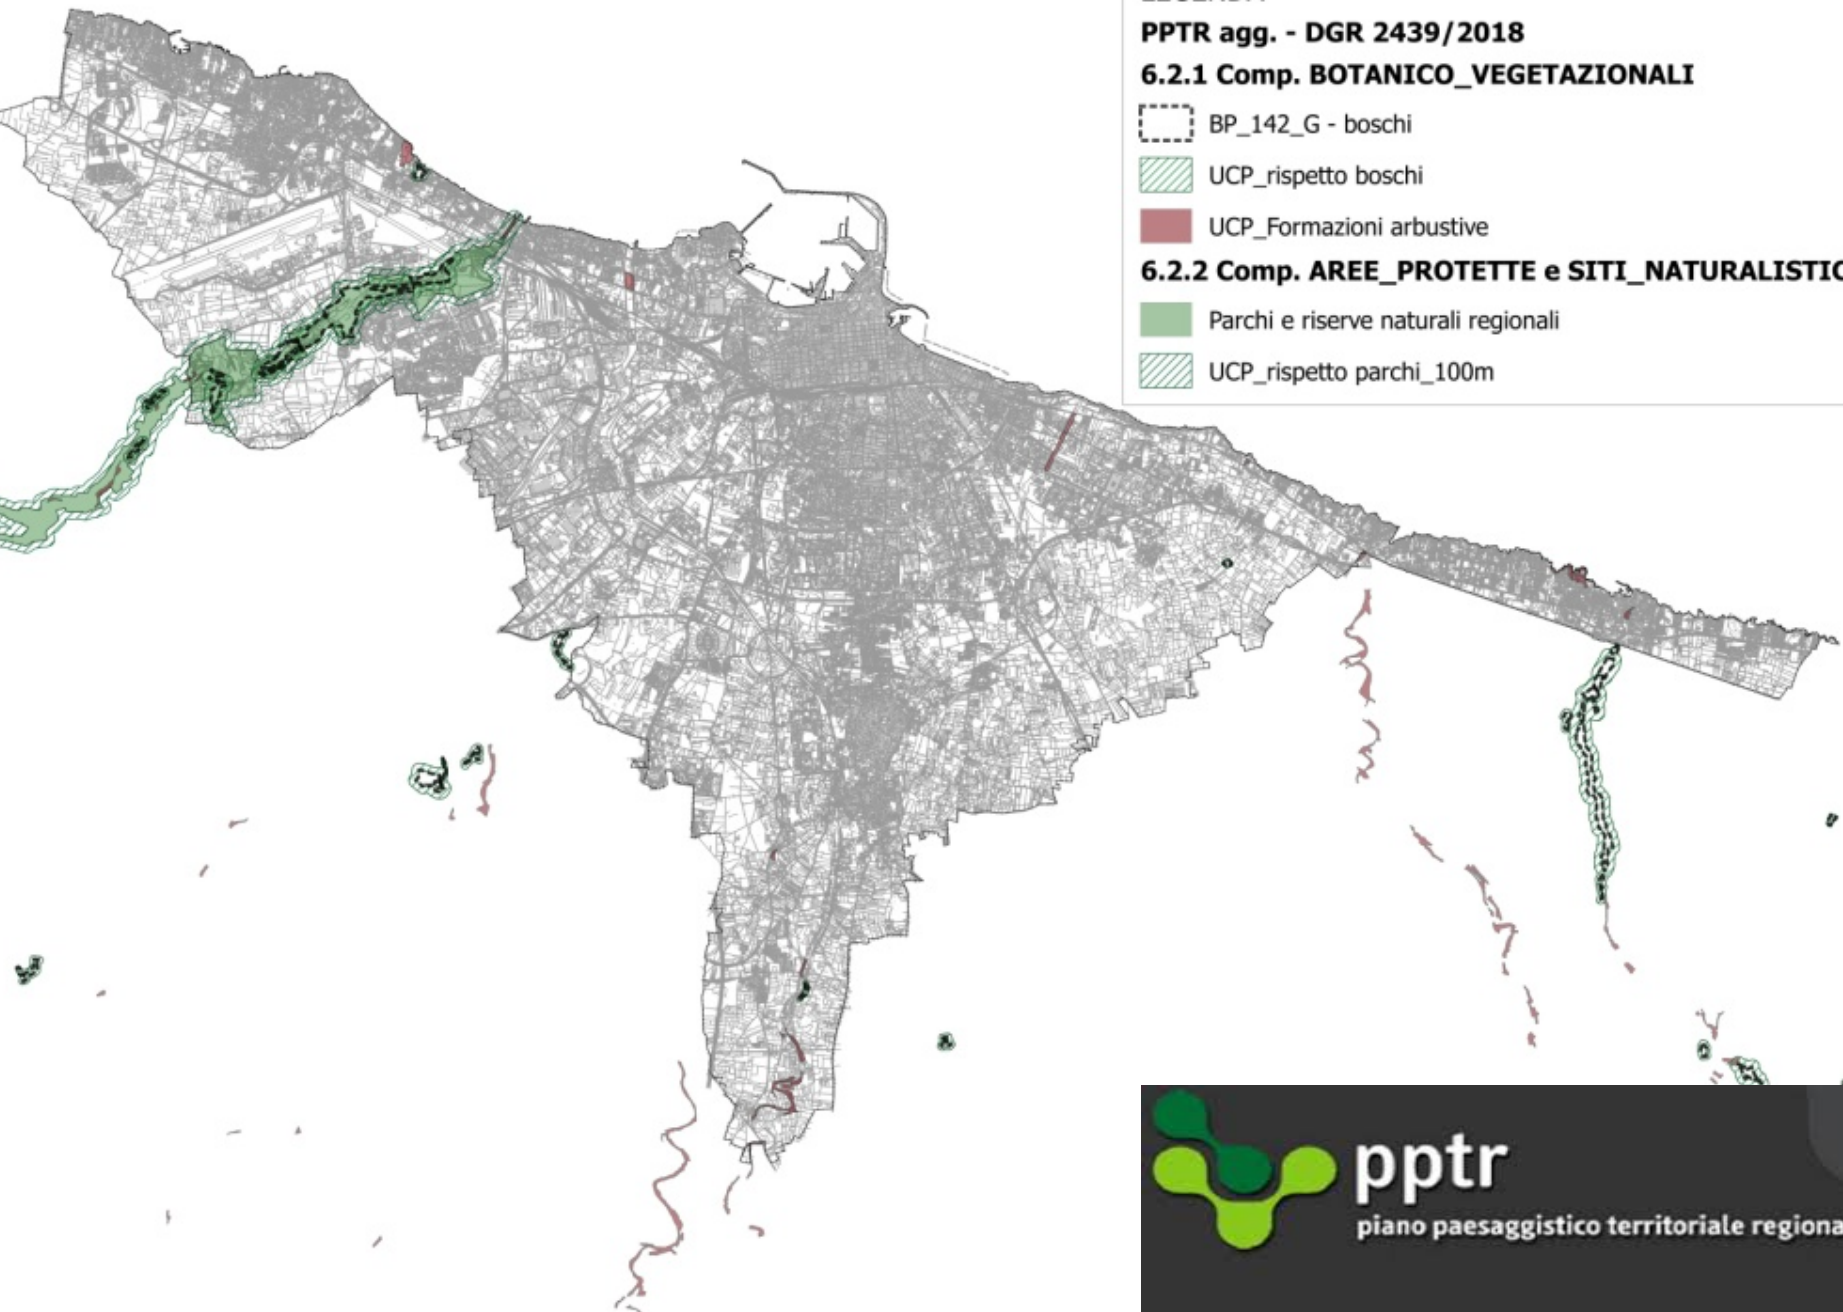 PPTR agg. - DGR 2439/2018
6.2.1 Comp. BOTANICO_VEGETAZIONALI
BP_142_G - boschi
UCP_rispetto boschi
UCP_Formazioni arbustive
6.2.2 Comp. AREE_PROTETTE e SITI_NATURALISTIC
Parchi e riserve naturali regionali
UCP_rispetto parchi_100m
pptr
piano paesaggistico territoriale regiona